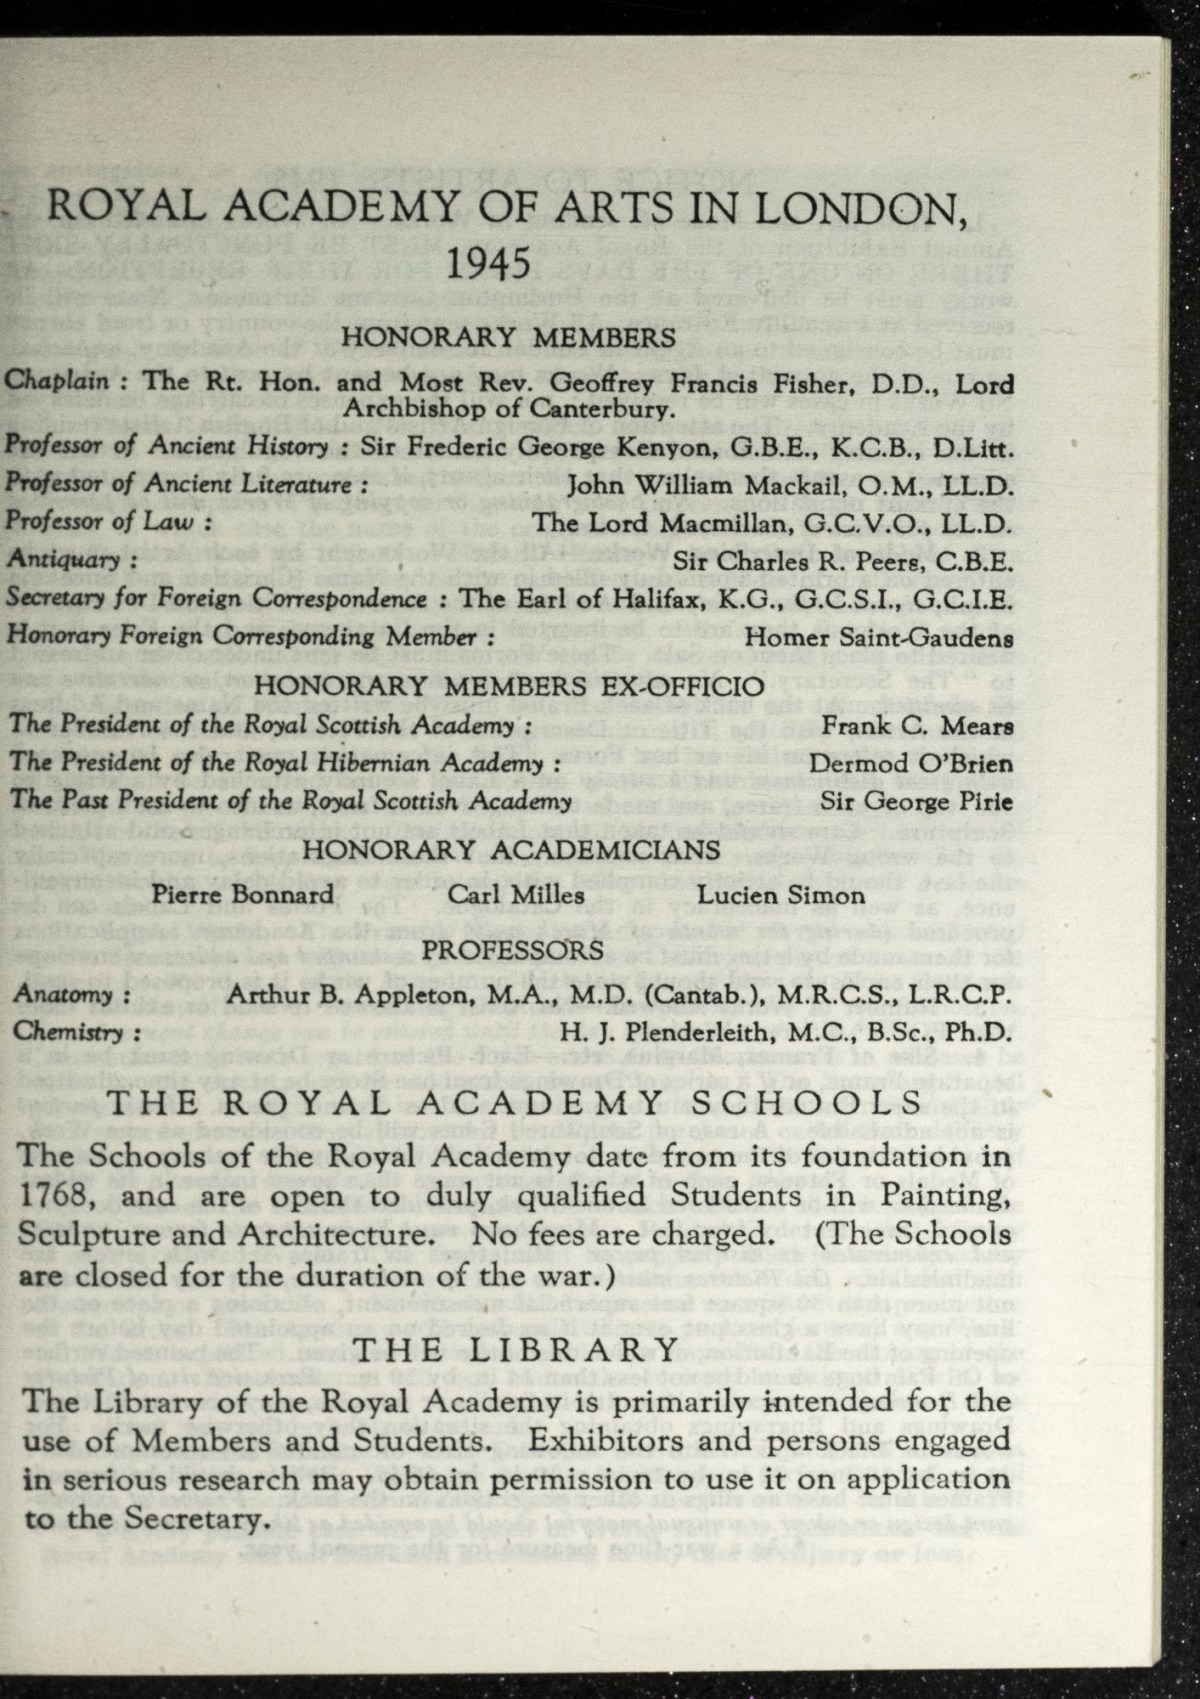 ROYAL ACADEMY OF ARTS IN LONDON,
1945
HONORARY MEMBERS
Chaplain : The Rt. Hon. and Most Rev. Geoffrey Francis Fisher, D.D., Lord
Archbishop of Canterbury.
Professor of Ancient History : Sir Frederic George Kenyon, G.B.E., K.C.B., D.Litt.
Professor of Ancient Literature : John William Mackail, O.M., LL.D.
Professor of Law : The Lord Macmillan, G.C.V.O., LL.D.
Antiquary : Sir Charles R. Peers, C.B.E.
Secretary for Foreign Correspondence : The Earl of Halifax, K.G., G.C.S.I., G.C.I.E.
Honorary Foreign Corresponding Member : Homer Saint-Gaudens
HONORARY MEMBERS EX-OFFICIO
The President of the Royal Scottish Academy : Frank C. Mears
The President of the Royal Hibernian Academy : Dermod O'Brien
The Past President of the Royal Scottish Academy Sir George Pirie
HONORARY ACADEMICIANS
Pierre Bonnard Carl Milles Lucien Simon
PROFESSORS
Anatomy : Arthur B. Appleton, M.A., M.D. (Cantab.), M.R.C.S., L.R.C.P.
Chemistry : H. J. Plenderleith, M.C., B.Sc., Ph.D.
THE ROYAL ACADEMY SCHOOLS
The Schools of the Royal Academy date from its foundation in
1768, and are open to duly qualified Students in Painting,
Sculpture and Architecture. No fees are charged. (The Schools
are closed for the duration of the war.)
THE LIBRARY
The Library of the Royal Academy is primarily intended for the
use of Members and Students. Exhibitors and persons engaged
in serious research may obtain permission to use it on application
to the Secretary.